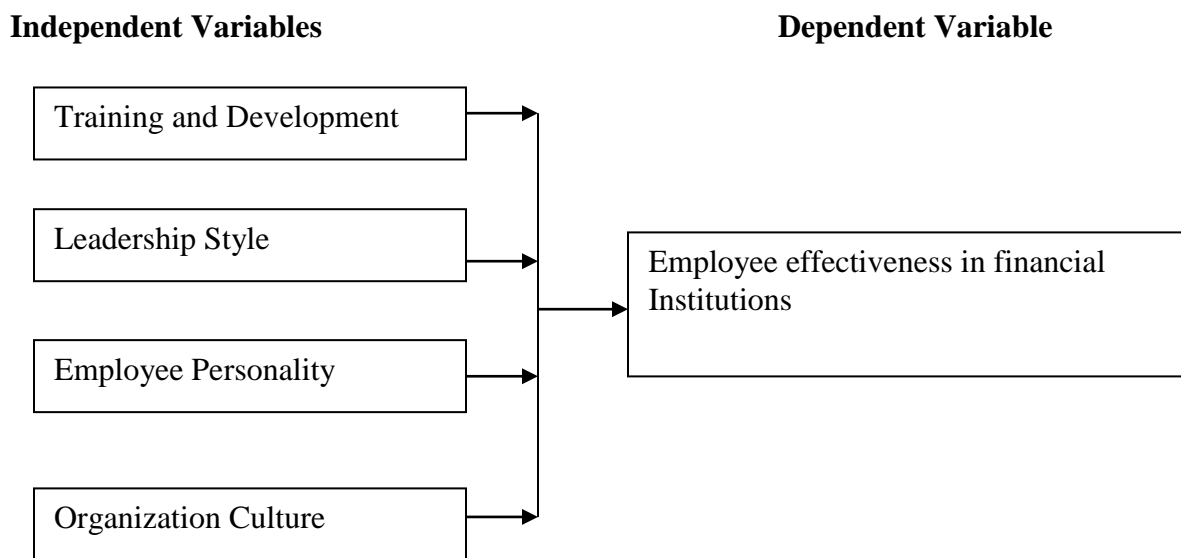 Independent Variables
Dependent Variable
Training and Development
Leadership Style
Employee effectiveness in financial
Institutions
Employee Personality
Organization Culture